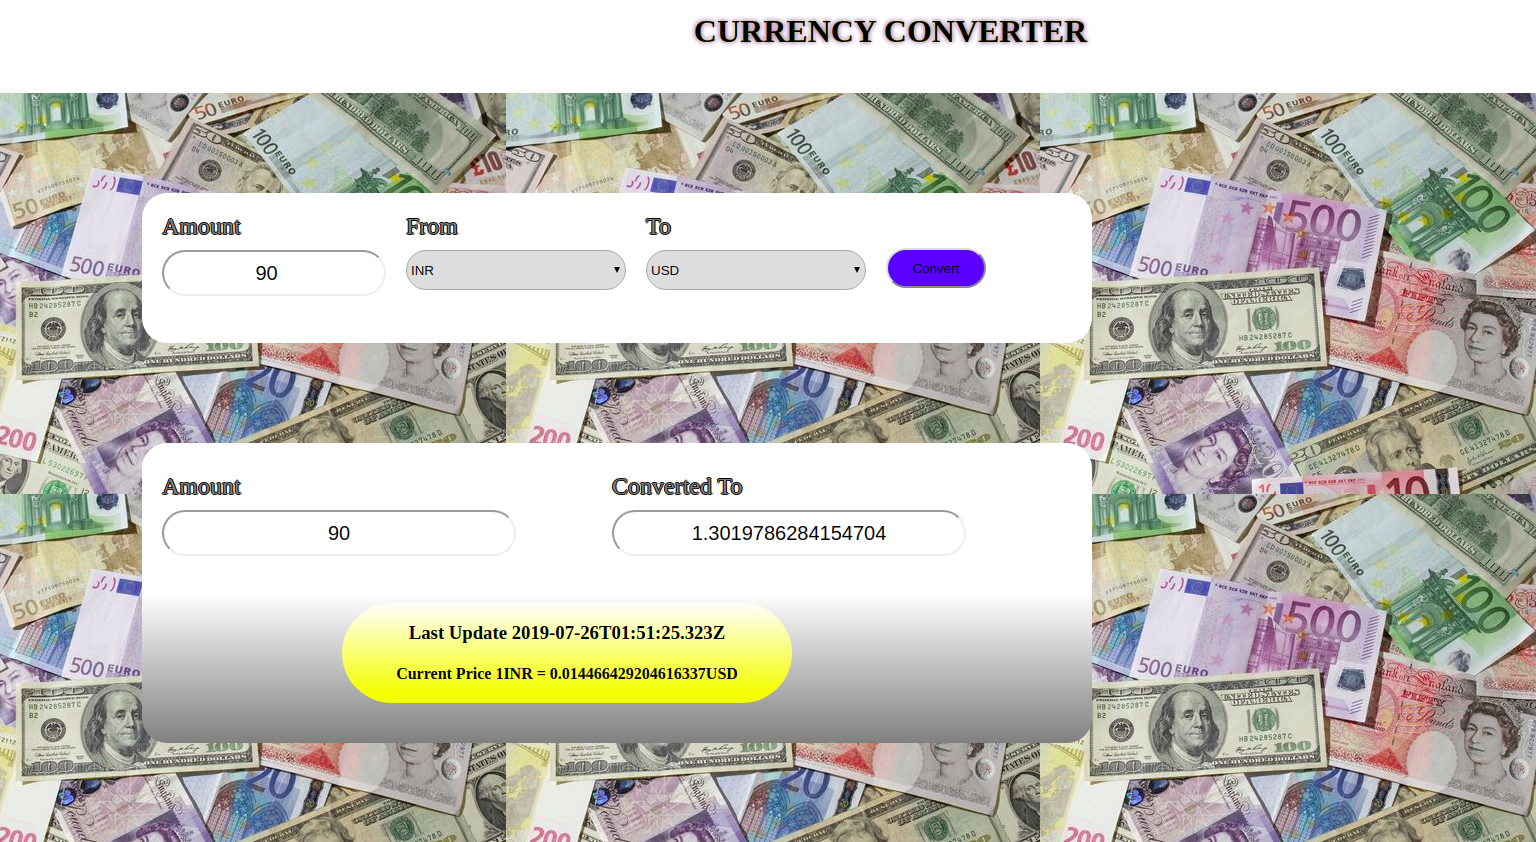 CURRENCY CONVERTER
Amount From To
90 INR USD Convert
Amount Converted To
90 1.3019786284154704
Last Update 2019-07-26T01:51:25.323Z
Current Price 1INR = 0.014466429204616337USD